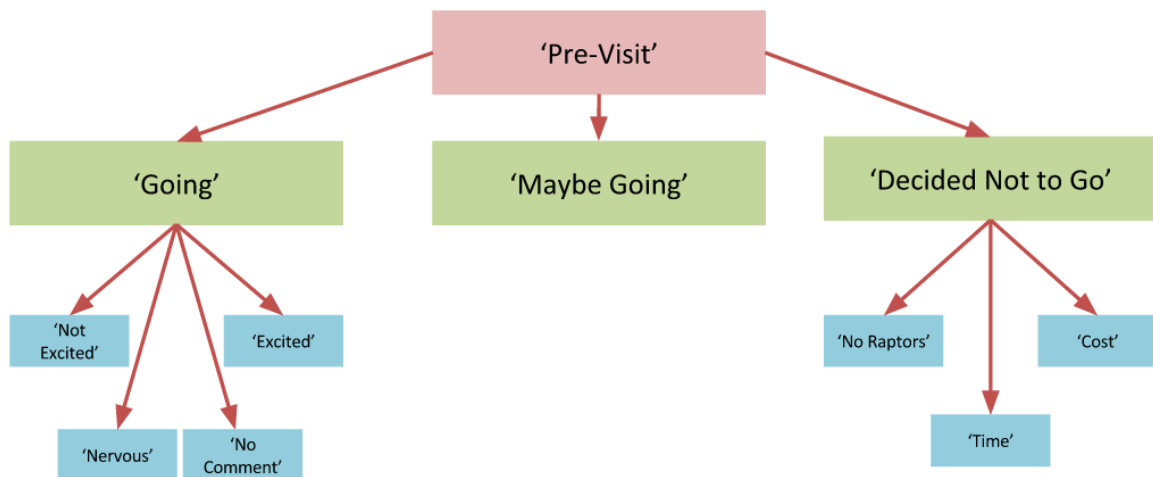 ‘Pre-Visit’
‘Going’
‘Maybe Going’
‘Decided Not to Go’
‘Not
Excited’
‘Excited’
‘No Raptors’
‘Cost’
‘Nervous’
‘No
Comment’
‘Time’